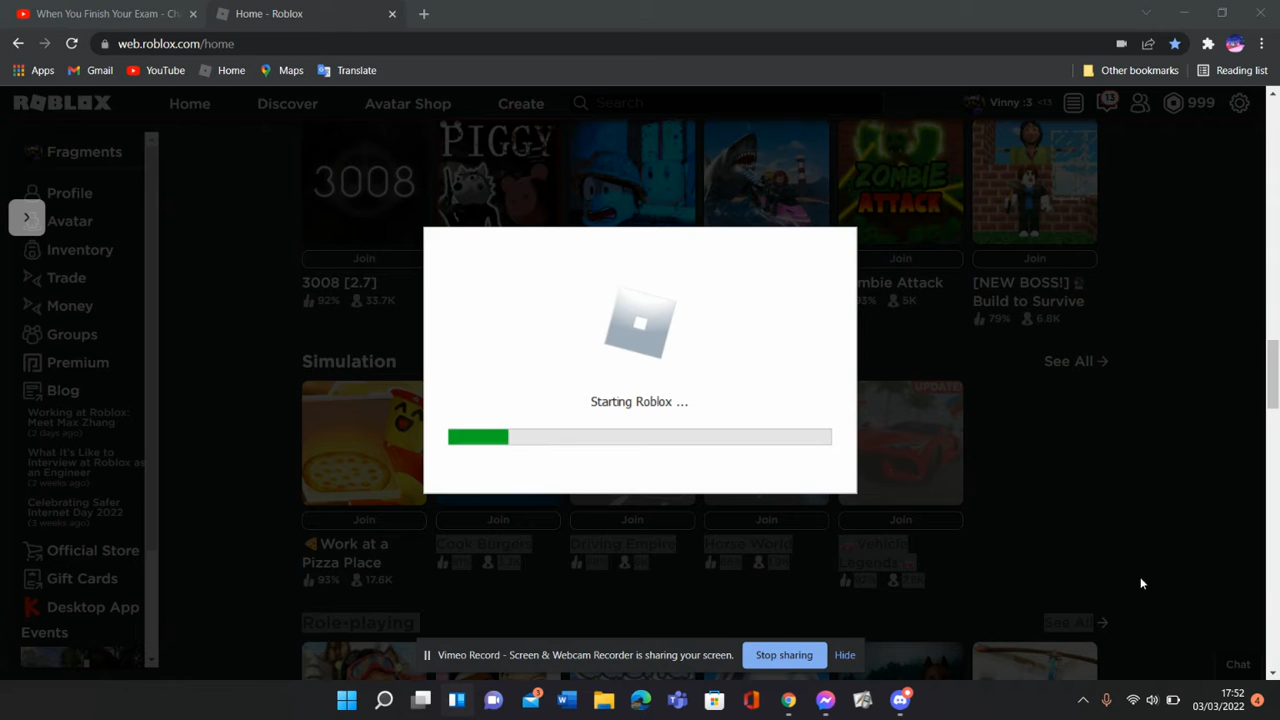 When You Finish Your Exam - Ch
Home - Roblox
web.roblox.com/home
Apps
Gmail
YouTube
Home
Maps
Translate
Other bookmarks
Reading list
ROBLOX
Home
Discover
Avatar Shop
Create
Search
Vinny :3 <13
13
999
Fragments
Profile
Avatar
Inventory
Trade
Money
Groups
Premium
Blog
Working at Roblox:
Meet Max Zhang
(2 days ago)
What it's Like to
Interview at Roblox as
an Engineer
(2 weeks ago)
Celebrating Safer
Internet Day 2022
(3 weeks ago)
Official Store
Gift Cards
Desktop App
Events
3008
PIGGY
ZOMBIE
ATTACK
Join
Join
Join
3008 [2.7]
92% 33.7K
mbie Attack
93% 5K
[NEW BOSS!]
Build to Survive
79% 6.8K
Starting Roblox ...
Simulation
See All
UPDATE
Join
Join
Join
Join
Join
Work at a
Pizza Place
93% 17.6K
Cook Burgers
Driving Empire
Horse World
Vehicle
Legends
Role-playing
See All
Vimeo Record - Screen & Webcam Recorder is sharing your screen.
Stop sharing
Hide
Chat
3
17:52
03/03/2022
4